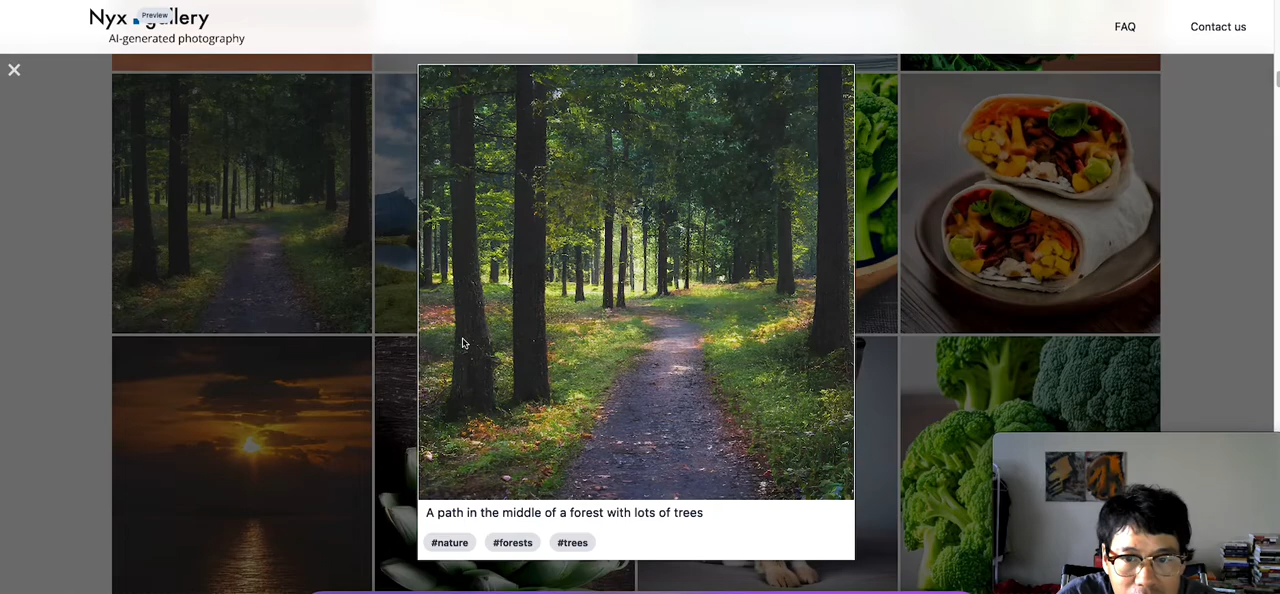 Nyx gallery
Preview
AI-generated photography
FAQ
Contact us
A path in the middle of a forest with lots of trees
#nature
#forests
#trees